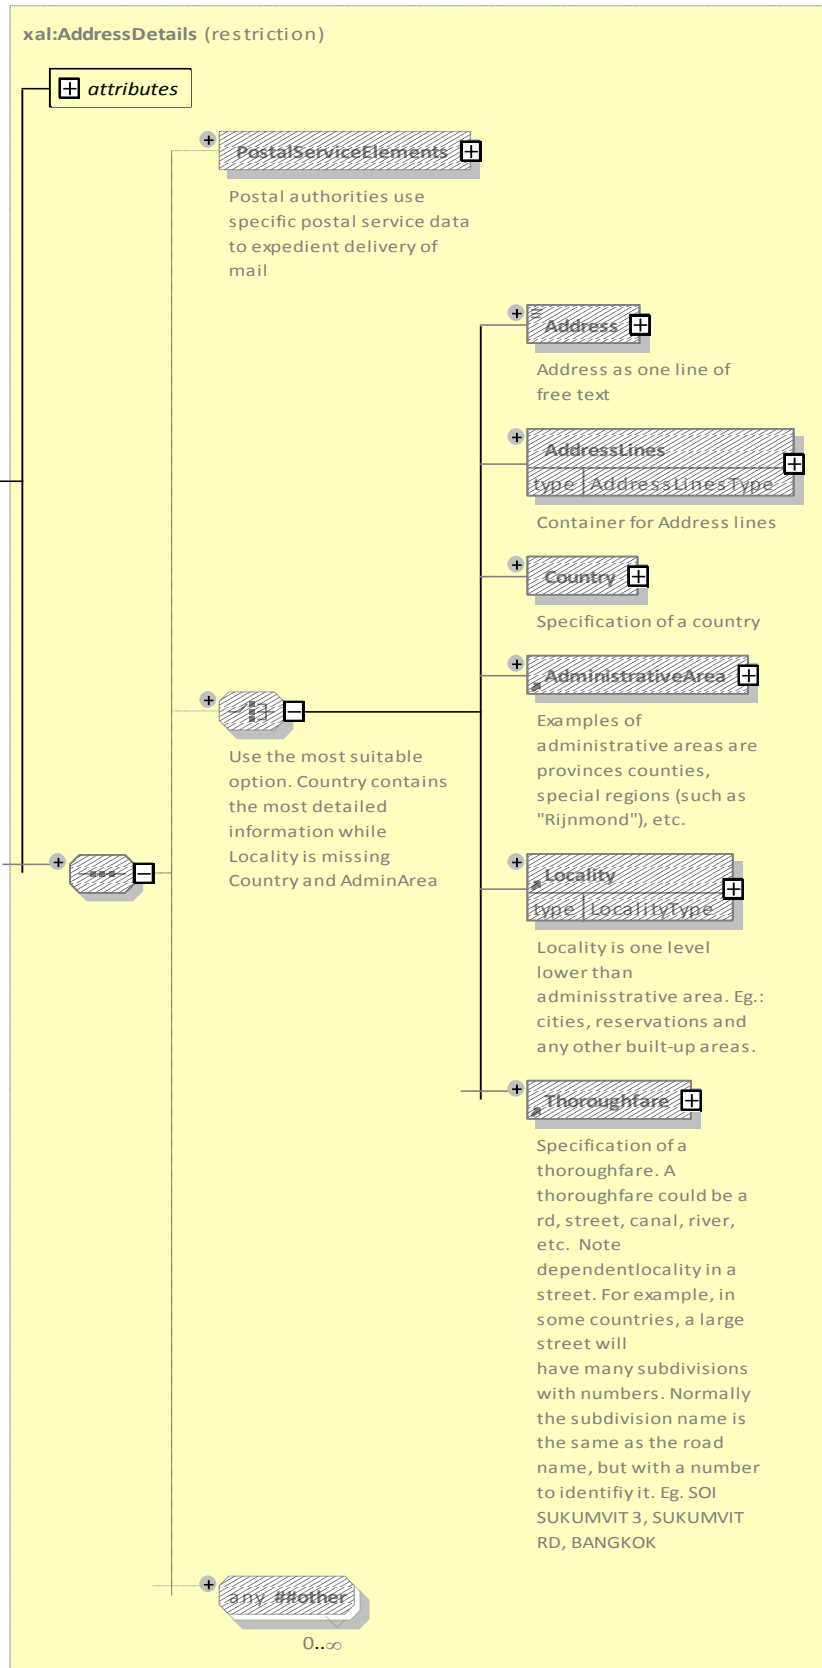 xal:AddressDetails (restriction)
attributes
PostalServiceElements
Postal authorities use
specific postal service data
to expedient delivery of
mail
Address
Address as one line of
free text
AddressLines
type AddressLinesType
Container for Address lines
Country
Specification of a country
AdministrativeArea
Examples of
administrative areas are
provinces counties,
special regions (such as
"Rijnmond"), etc.
Use the most suitable
option. Country contains
the most detailed
information while
Locality is missing
Country and AdminArea
Locality
type LocalityType
Locality is one level
lower than
adminisstrative area. Eg.:
cities, reservations and
any other built-up areas.
Thoroughfare
Specification of a
thoroughfare. A
thoroughfare could be a
rd, street, canal, river,
etc. Note
dependentlocality in a
street. For example, in
some countries, a large
street will
have many subdivisions
with numbers. Normally
the subdivision name is
the same as the road
name, but with a number
to identifiy it. Eg. SOI
SUKUMVIT 3, SUKUMVIT
RD, BANGKOK
any ##other
0..∞